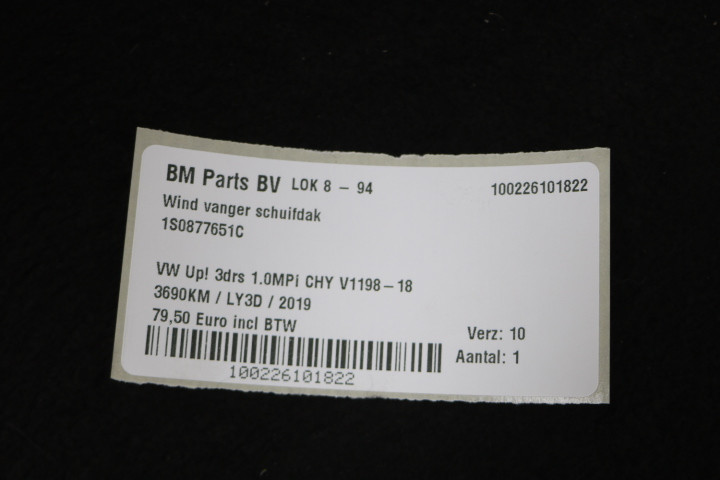 BM Parts BV LOK 8 - 94 100226101822
Wind vanger schuifdak
1S0877651C
VW Up! 3drs 1.0MPi CHY V1198-18
3690KM / LY3D / 2019
79,50 Euro incl BTW
Verz: 10
Aantal: 1
100226101822